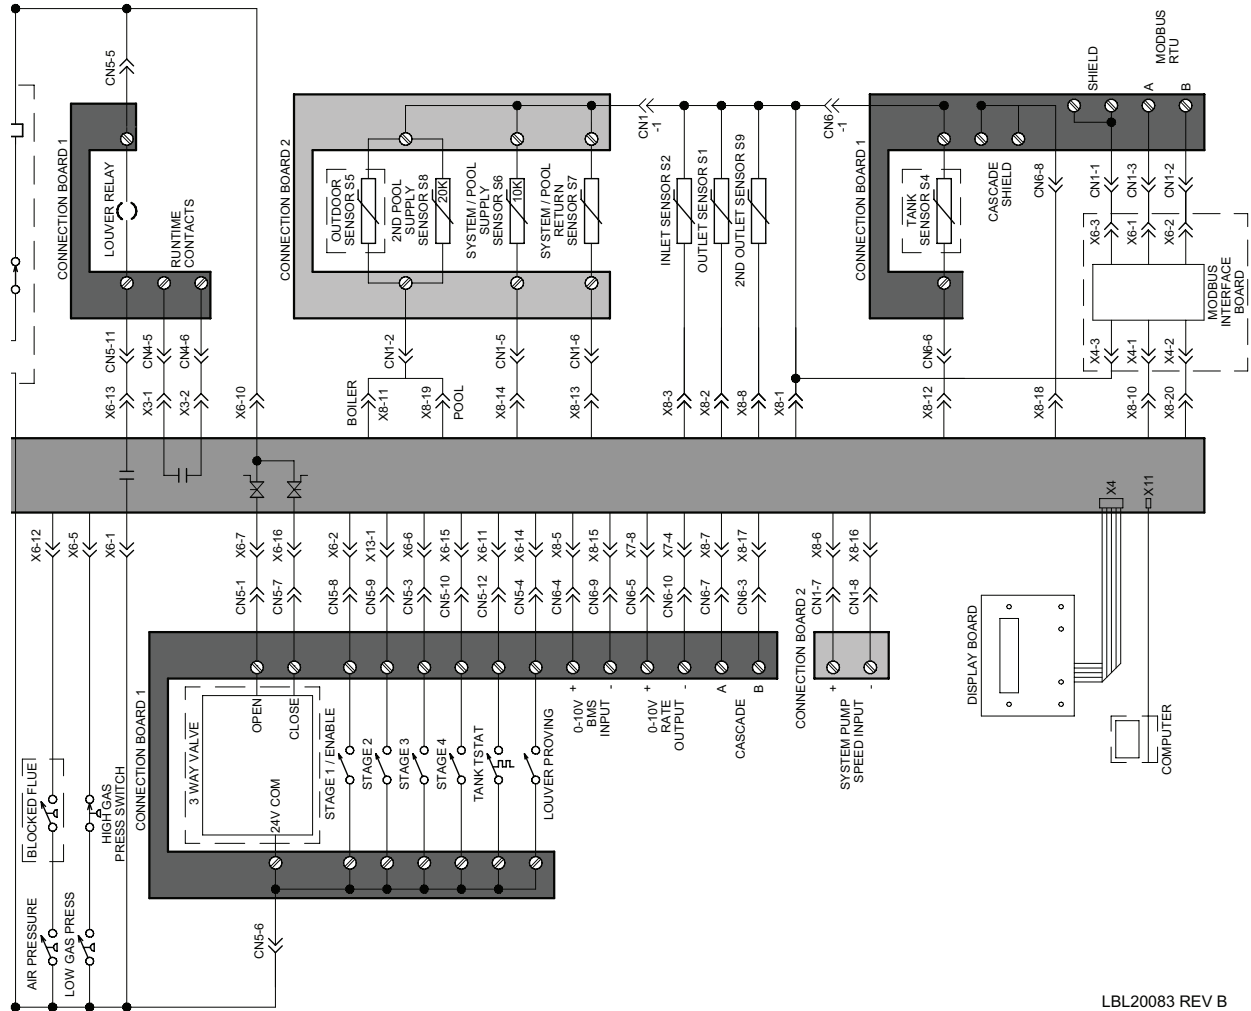 CN5-5
CONNECTION BOARD 1
LOUVER RELAY
RUNTIME
CONTACTS
CN5-11
CN4-5
CN4-6
X6-13
X3-1
X3-2
X6-10
CONNECTION BOARD 2
OUTDOOR
SENSOR S5
2ND POOL
SUPPLY
SENSOR S8
20K
SYSTEM / POOL
SUPPLY
SENSOR S6
10K
SYSTEM / POOL
RETURN
SENSOR S7
CN1-2
CN1-5
CN1-6
BOILER
X8-11
X8-19
POOL
X8-14
X8-13
CN1
-1
INLET SENSOR S2
OUTLET SENSOR S1
2ND OUTLET SENSOR S9
X8-3
X8-2
X8-8
X8-1
CN6
-1
CONNECTION BOARD 1
TANK
SENSOR S4
CASCADE
SHIELD
CN6-8
SHIELD
MODBUS
RTU
A
B
CN1-1
CN1-3
CN1-2
X6-3
X6-1
X6-2
MODBUS
INTERFACE
BOARD
X4-3
X4-1
X4-2
CN6-6
X8-12
X8-18
X8-10
X8-20
X4
X11
X6-12
X6-5
X6-1
X6-7
X6-16
X6-2
X13-1
X6-6
X6-15
X6-11
X6-14
X8-5
X8-15
X7-8
X7-4
X8-7
X8-17
X8-6
X8-16
CN5-1
CN5-7
CN5-8
CN5-9
CN5-3
CN5-10
CN5-12
CN5-4
CN6-4
CN6-9
CN6-5
CN6-10
CN6-7
CN6-3
CN1-7
CN1-8
CONNECTION BOARD 1
3 WAY VALVE
OPEN
CLOSE
24V COM
STAGE 1 / ENABLE
STAGE 2
STAGE 3
STAGE 4
TANK TSTAT
LOUVER PROVING
+
0-10V
BMS
INPUT
-
+
0-10V
RATE
OUTPUT
-
A
CASCADE
B
CONNECTION BOARD 2
+
SYSTEM PUMP
SPEED INPUT
-
DISPLAY BOARD
COMPUTER
BLOCKED FLUE
HIGH GAS
PRESS SWITCH
AIR PRESSURE
LOW GAS PRESS
CN5-6
LBL20083 REV B